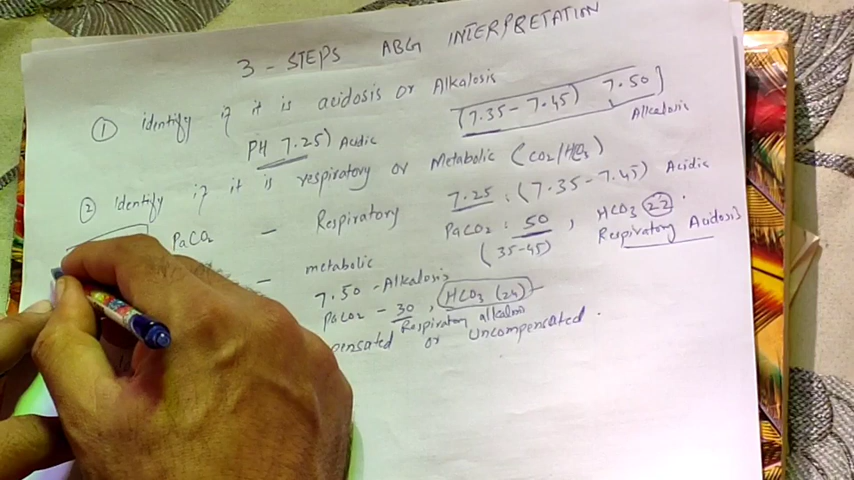 3 - STEPS ABG INTERPRETATION
① identify if it is acidosis or Alkalosis
PH 7.25) Acidic (7.35 - 7.45) 7.50) Alkalosis
② Identify if it is respiratory or Metabolic (CO2/HCO3)
7.25 : (7.35 - 7.45) Acidic
PaCO2 - Respiratory PaCO2 : 50 , HCO3 22 .
(35-45) Respiratory Acidosis
- metabolic
7.50 - Alkalosis
PaCO2 - 30 , HCO3 (24)
Respiratory alkalosis
pensated or uncompensated .